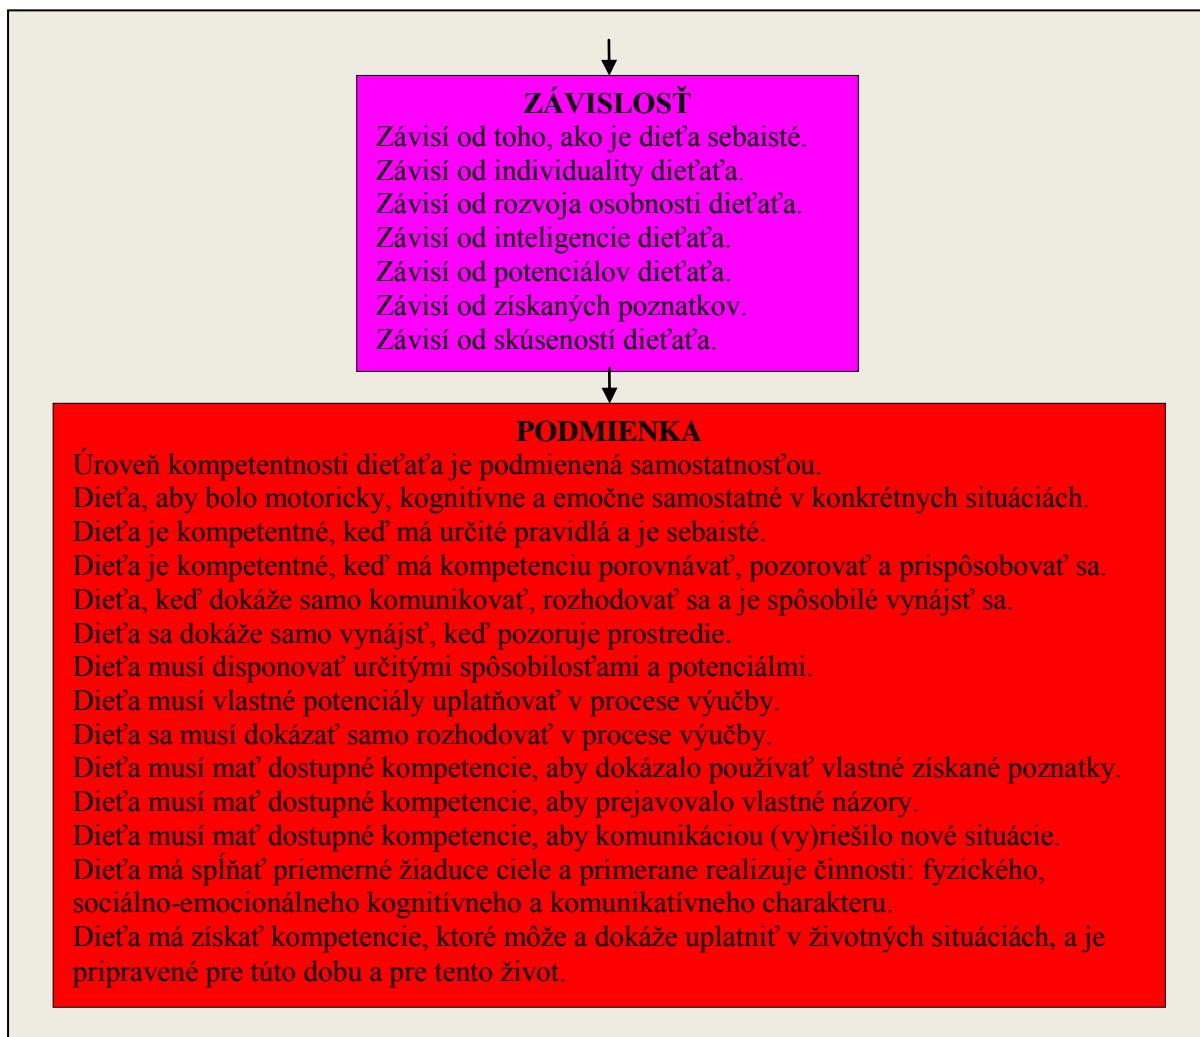 ZÁVISLOSŤ
Závisí od toho, ako je dieťa sebaisté.
Závisí od individuality dieťaťa.
Závisí od rozvoja osobnosti dieťaťa.
Závisí od inteligencie dieťaťa.
Závisí od potenciálov dieťaťa.
Závisí od získaných poznatkov.
Závisí od skúseností dieťaťa.
PODMIENKA
Úroveň kompetentnosti dieťaťa je podmienená samostatnosťou.
Dieťa, aby bolo motoricky, kognitívne a emočne samostatné v konkrétnych situáciách.
Dieťa je kompetentné, keď má určité pravidlá a je sebaisté.
Dieťa je kompetentné, keď má kompetenciu porovnávať, pozorovať a prispôsobovať sa.
Dieťa, keď dokáže samo komunikovať, rozhodovať sa a je spôsobilé vynájsť sa.
Dieťa sa dokáže samo vynájsť, keď pozoruje prostredie.
Dieťa musí disponovať určitými spôsobilosťami a potenciálmi.
Dieťa musí vlastné potenciály uplatňovať v procese výučby.
Dieťa sa musí dokázať samo rozhodovať v procese výučby.
Dieťa musí mať dostupné kompetencie, aby dokázalo používať vlastné získané poznatky.
Dieťa musí mať dostupné kompetencie, aby prejavovalo vlastné názory.
Dieťa musí mať dostupné kompetencie, aby komunikáciou (vy)riešilo nové situácie.
Dieťa má spĺňať priemerné žiaduce ciele a primerane realizuje činnosti: fyzického,
sociálno-emocionálneho kognitívneho a komunikatívneho charakteru.
Dieťa má získať kompetencie, ktoré môže a dokáže uplatniť v životných situáciách, a je
pripravené pre túto dobu a pre tento život.